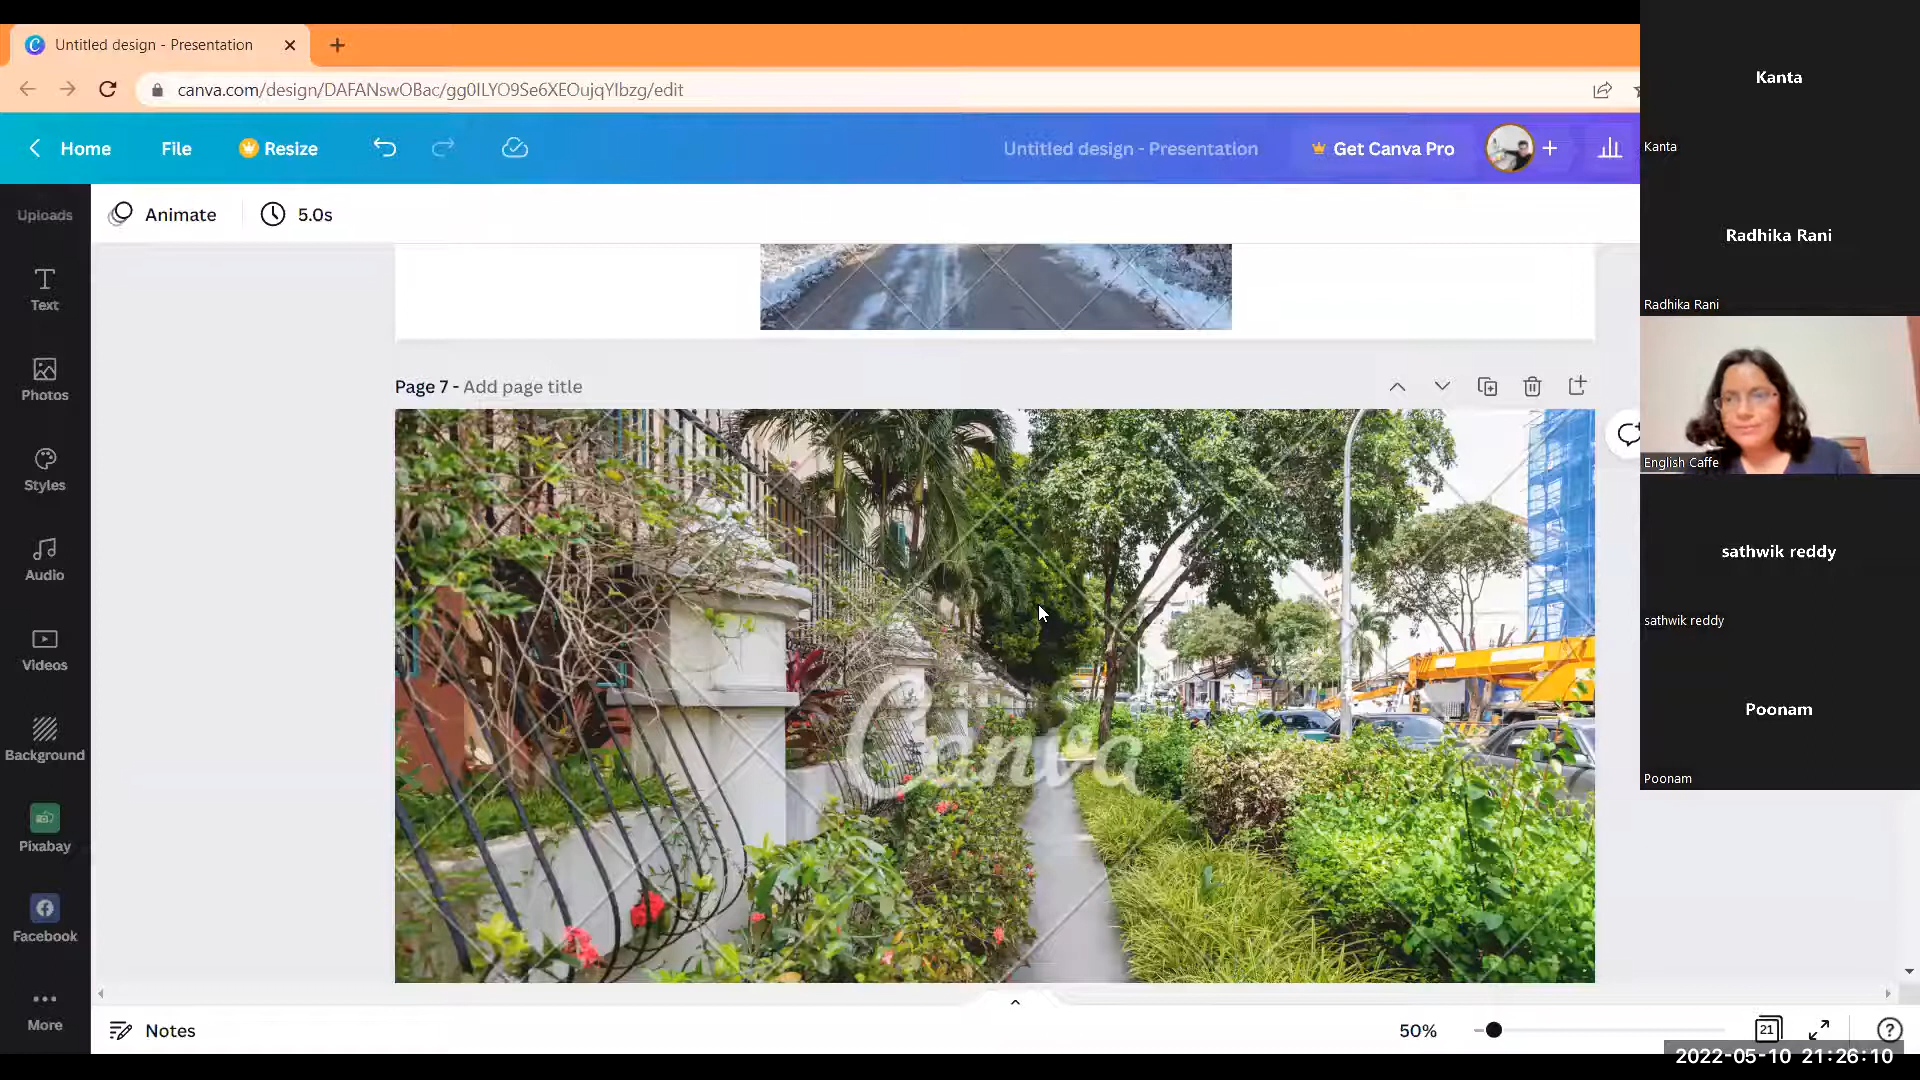 Untitled design - Presentation
canva.com/design/DAFANswOBac/gg0ILYO9Se6XEOujqYIbzg/edit
Home
File
Resize
Untitled design - Presentation
Get Canva Pro
Uploads
Animate
5.0s
Text
Photos
Styles
Audio
Videos
Background
Pixabay
Facebook
More
Page 7 - Add page title
Canva
Notes
50%
21
Kanta
Kanta
Radhika Rani
Radhika Rani
English Caffe
sathwik reddy
sathwik reddy
Poonam
Poonam
2022-05-10 21:26:10